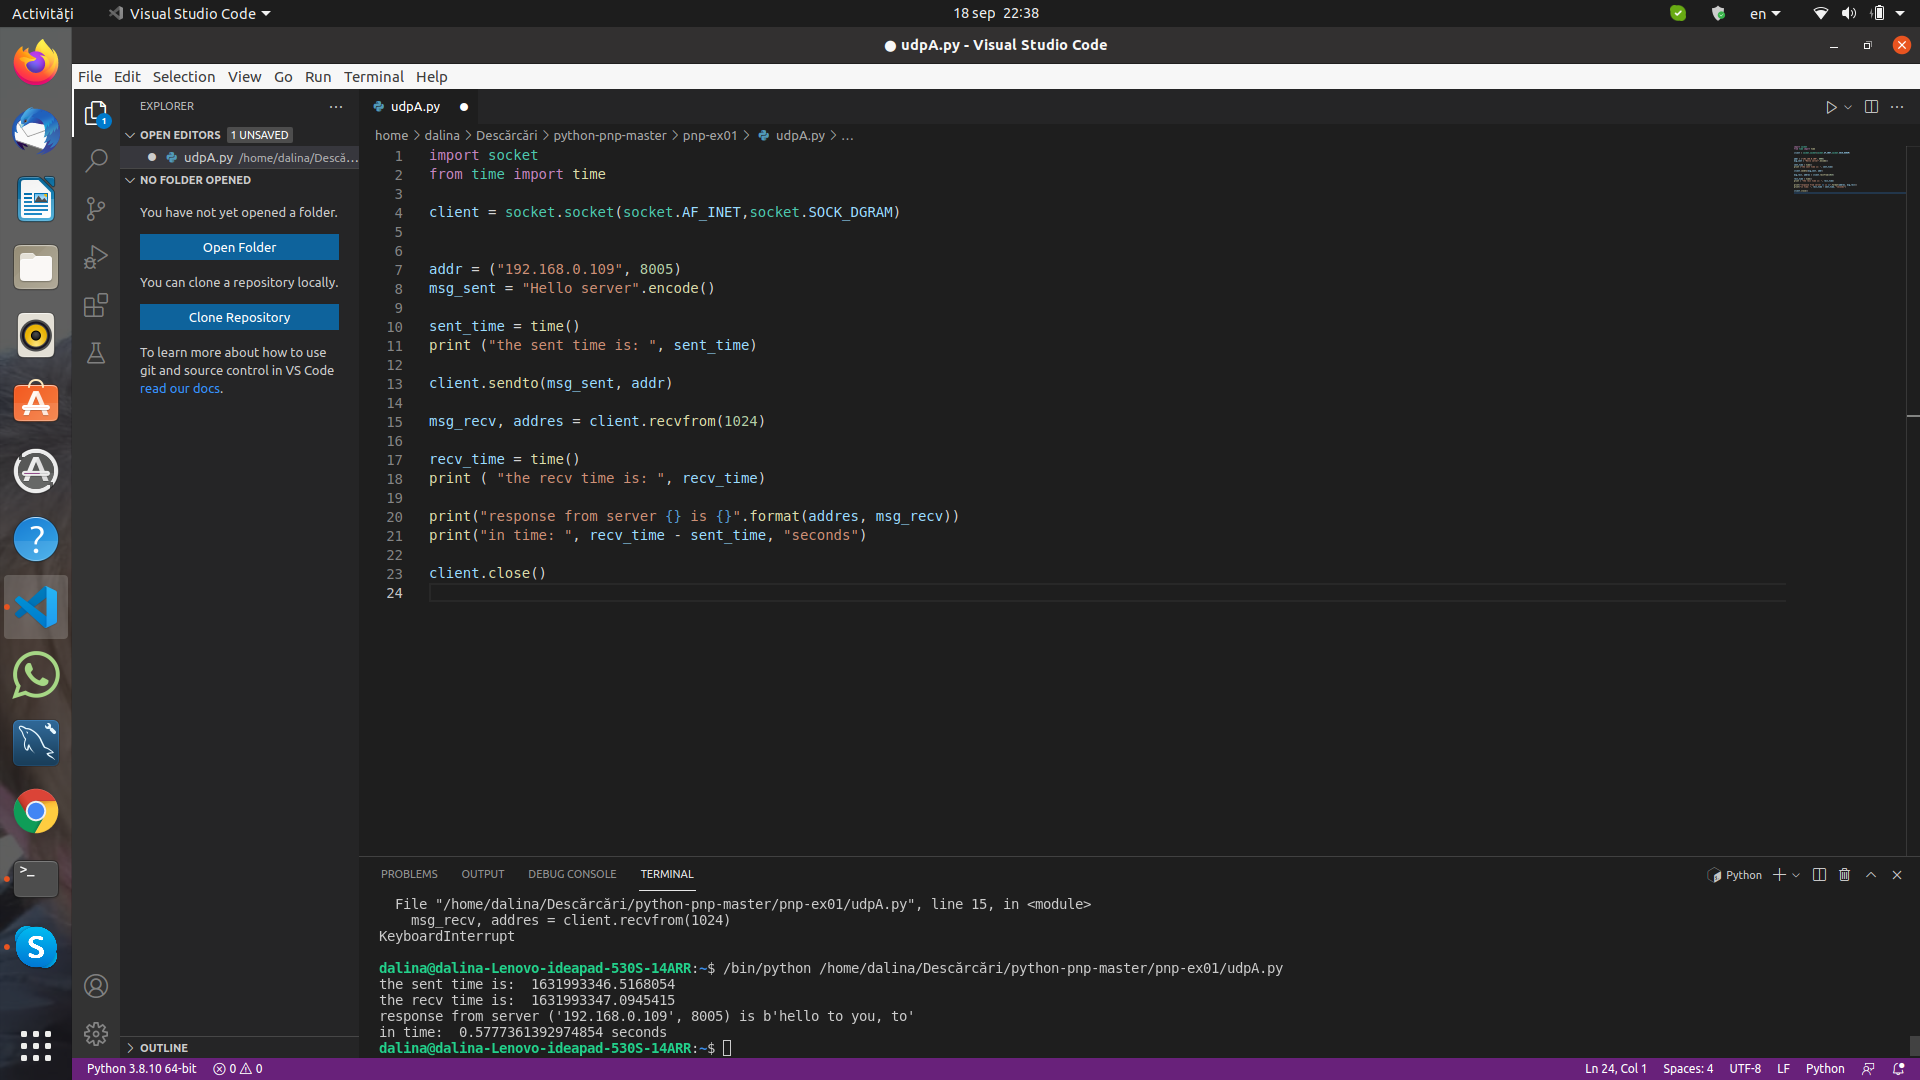 Activități
Visual Studio Code
18 sep 22:38
en
● udpA.py - Visual Studio Code
File Edit Selection View Go Run Terminal Help
EXPLORER
OPEN EDITORS 1 UNSAVED
udpA.py /home/dalina/Descă...
NO FOLDER OPENED
You have not yet opened a folder.
Open Folder
You can clone a repository locally.
Clone Repository
To learn more about how to use
git and source control in VS Code
read our docs.
OUTLINE
udpA.py
home > dalina > Descărcări > python-pnp-master > pnp-ex01 > udpA.py > ...
1 import socket
2 from time import time
3
4 client = socket.socket(socket.AF_INET,socket.SOCK_DGRAM)
5
6
7 addr = ("192.168.0.109", 8005)
8 msg_sent = "Hello server".encode()
9
10 sent_time = time()
11 print ("the sent time is: ", sent_time)
12
13 client.sendto(msg_sent, addr)
14
15 msg_recv, addres = client.recvfrom(1024)
16
17 recv_time = time()
18 print ( "the recv time is: ", recv_time)
19
20 print("response from server {} is {}".format(addres, msg_recv))
21 print("in time: ", recv_time - sent_time, "seconds")
22
23 client.close()
24
PROBLEMS OUTPUT DEBUG CONSOLE TERMINAL
Python
File "/home/dalina/Descărcări/python-pnp-master/pnp-ex01/udpA.py", line 15, in <module>
msg_recv, addres = client.recvfrom(1024)
KeyboardInterrupt
dalina@dalina-Lenovo-ideapad-530S-14ARR:~$ /bin/python /home/dalina/Descărcări/python-pnp-master/pnp-ex01/udpA.py
the sent time is:  1631993346.5168054
the recv time is:  1631993347.0945415
response from server ('192.168.0.109', 8005) is b'hello to you, to'
in time:  0.5777361392974854 seconds
dalina@dalina-Lenovo-ideapad-530S-14ARR:~$
Python 3.8.10 64-bit 0 0
Ln 24, Col 1 Spaces: 4 UTF-8 LF Python